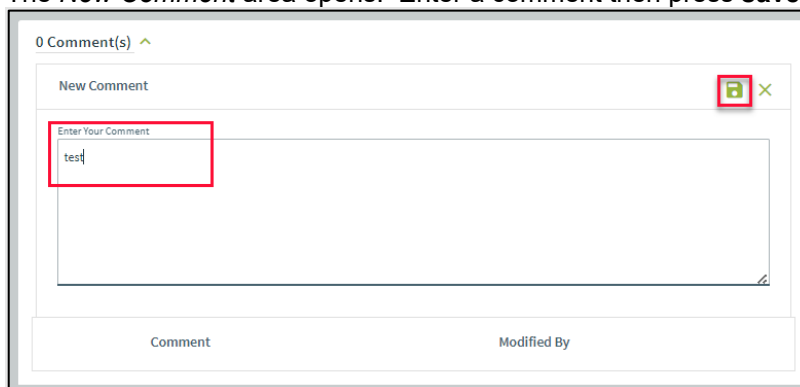 The New Comment area opens. Enter a comment then press save
0 Comment(s)
New Comment
Enter Your Comment
test
Comment Modified By